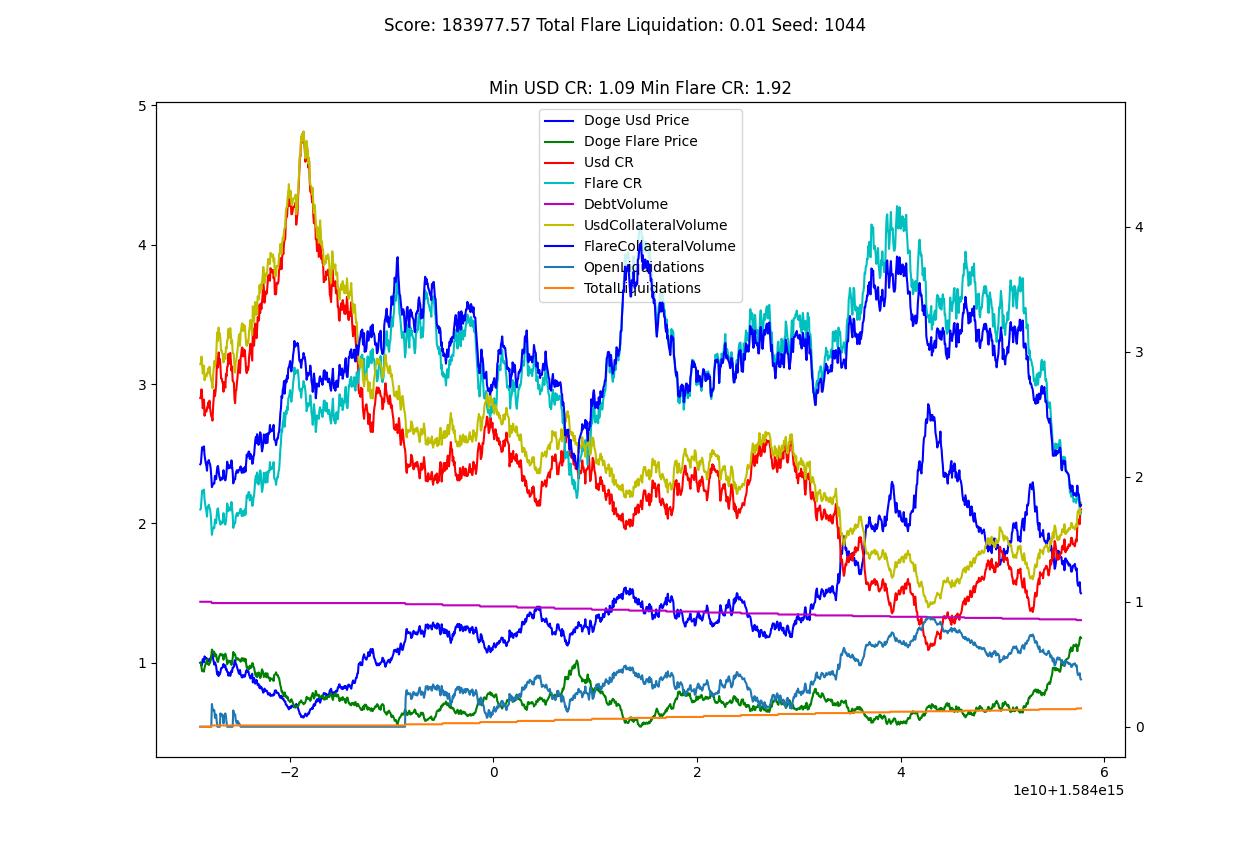 Score: 183977.57 Total Flare Liquidation: 0.01 Seed: 1044
Min USD CR: 1.09 Min Flare CR: 1.92
5
4
3
2
1
Doge Usd Price
Doge Flare Price
Usd CR
Flare CR
DebtVolume
UsdCollateralVolume
FlareCollateralVolume
OpenLiquidations
TotalLiquidations
4
3
2
1
0
−2
0
2
4
6
1e10+1.584e15